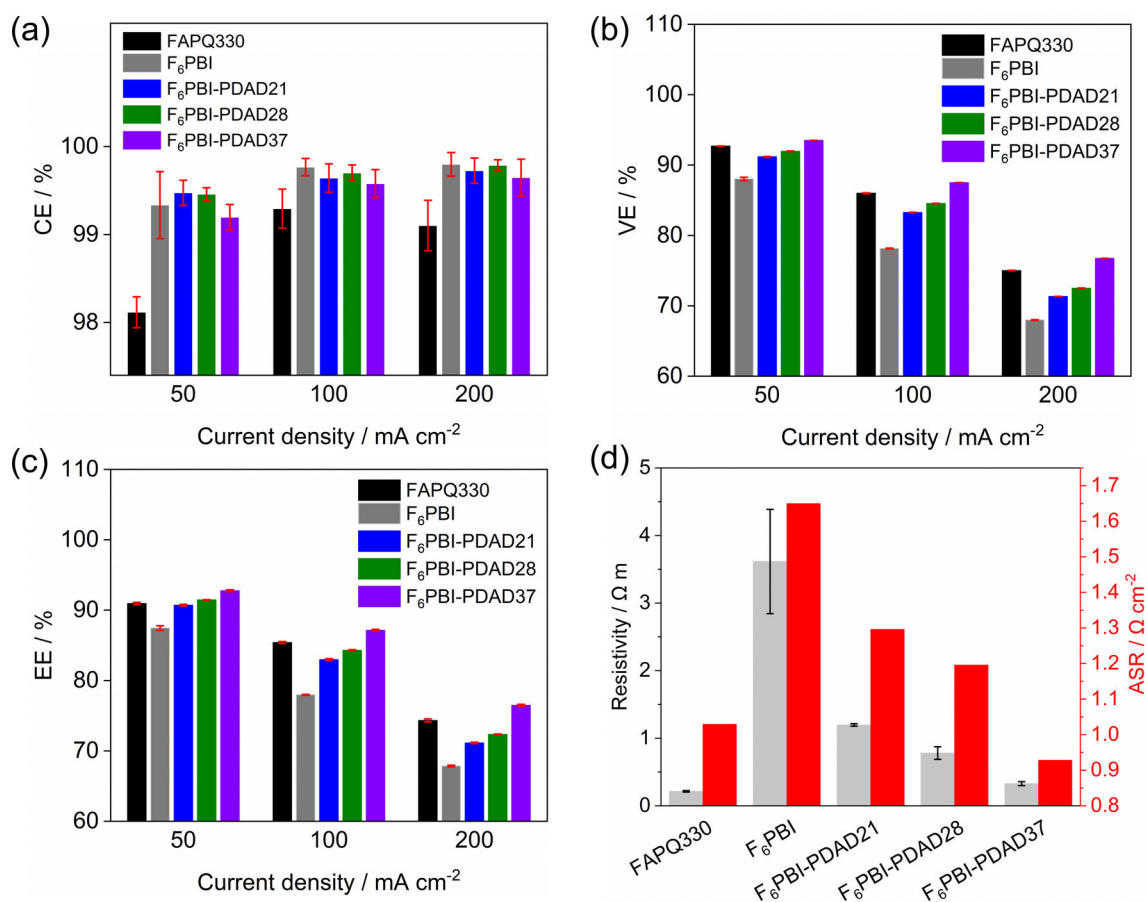 (a)
FAPQ330
F₆PBI
F₆PBI-PDAD21
F₆PBI-PDAD28
F₆PBI-PDAD37
100
99
98
CE / %
50
100
200
Current density / mA cm⁻²
(b)
FAPQ330
F₆PBI
F₆PBI-PDAD21
F₆PBI-PDAD28
F₆PBI-PDAD37
110
100
90
80
70
60
VE / %
50
100
200
Current density / mA cm⁻²
(c)
FAPQ330
F₆PBI
F₆PBI-PDAD21
F₆PBI-PDAD28
F₆PBI-PDAD37
110
100
90
80
70
60
EE / %
50
100
200
Current density / mA cm⁻²
(d)
5
4
3
2
1
0
Resistivity / Ω m
1.7
1.6
1.5
1.4
1.3
1.2
1.1
1.0
0.9
0.8
ASR / Ω cm⁻²
FAPQ330
F₆PBI
F₆PBI-PDAD21
F₆PBI-PDAD28
F₆PBI-PDAD37